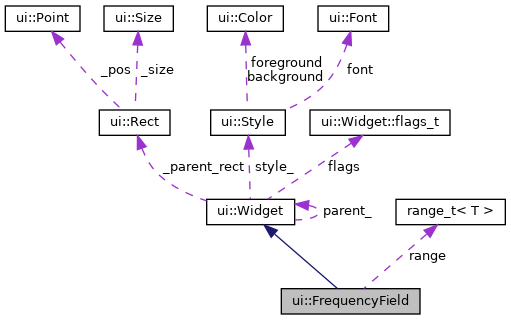 ui::Point
ui::Size
ui::Color
ui::Font
_pos
_size
foreground
background
font
ui::Rect
ui::Style
ui::Widget::flags_t
_parent_rect
style_
flags
ui::Widget
parent_
range_t< T >
range
ui::FrequencyField